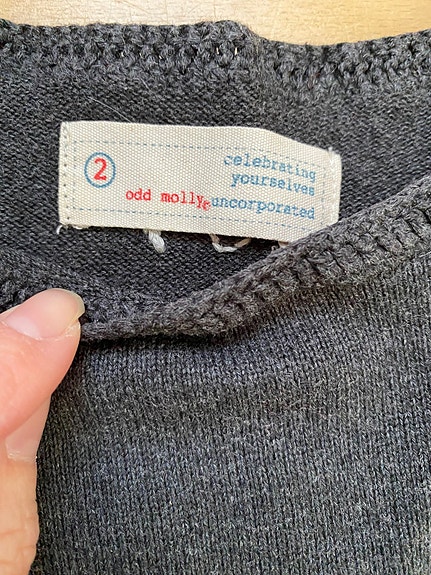 2
celebrating
yourselves
odd molly uncorporated